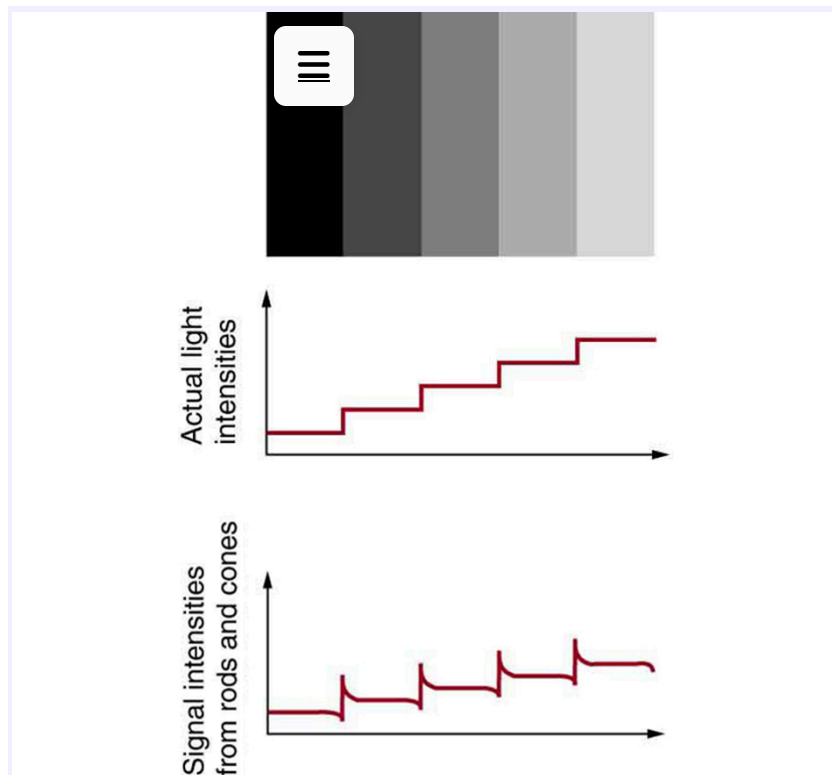 Actual light
intensities
Signal intensities
from rods and cones